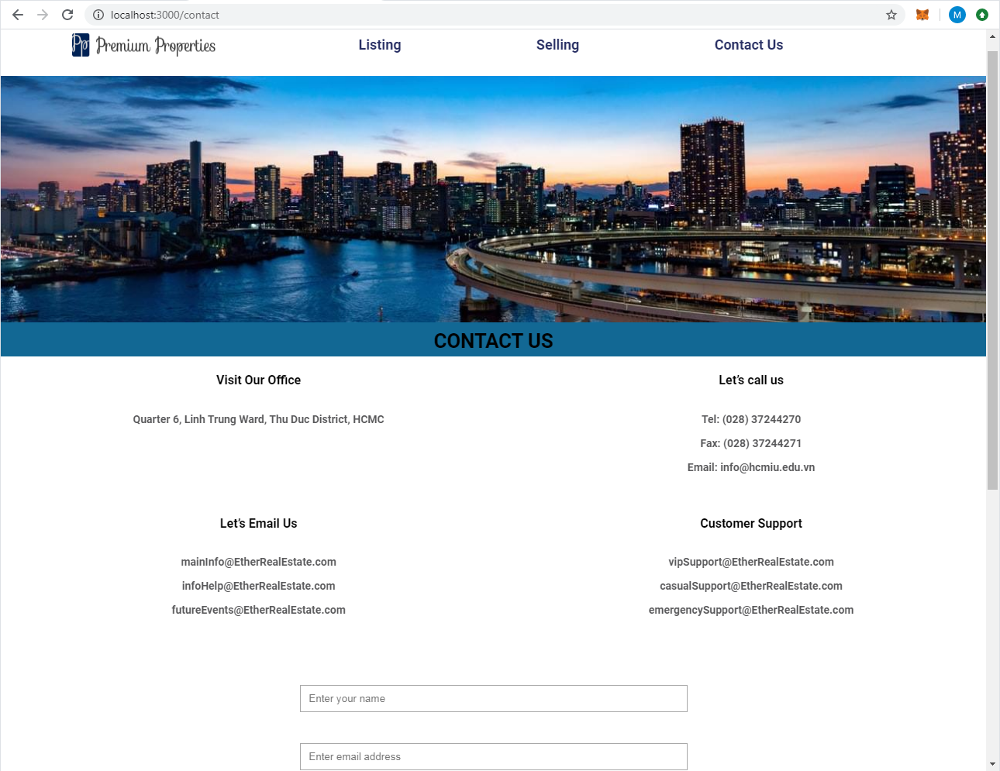 localhost:3000/contact
M
Pp Premium Properties
Listing
Selling
Contact Us
CONTACT US
Visit Our Office
Quarter 6, Linh Trung Ward, Thu Duc District, HCMC
Let’s call us
Tel: (028) 37244270
Fax: (028) 37244271
Email: info@hcmiu.edu.vn
Let’s Email Us
mainInfo@EtherRealEstate.com
infoHelp@EtherRealEstate.com
futureEvents@EtherRealEstate.com
Customer Support
vipSupport@EtherRealEstate.com
casualSupport@EtherRealEstate.com
emergencySupport@EtherRealEstate.com
Enter your name
Enter email address